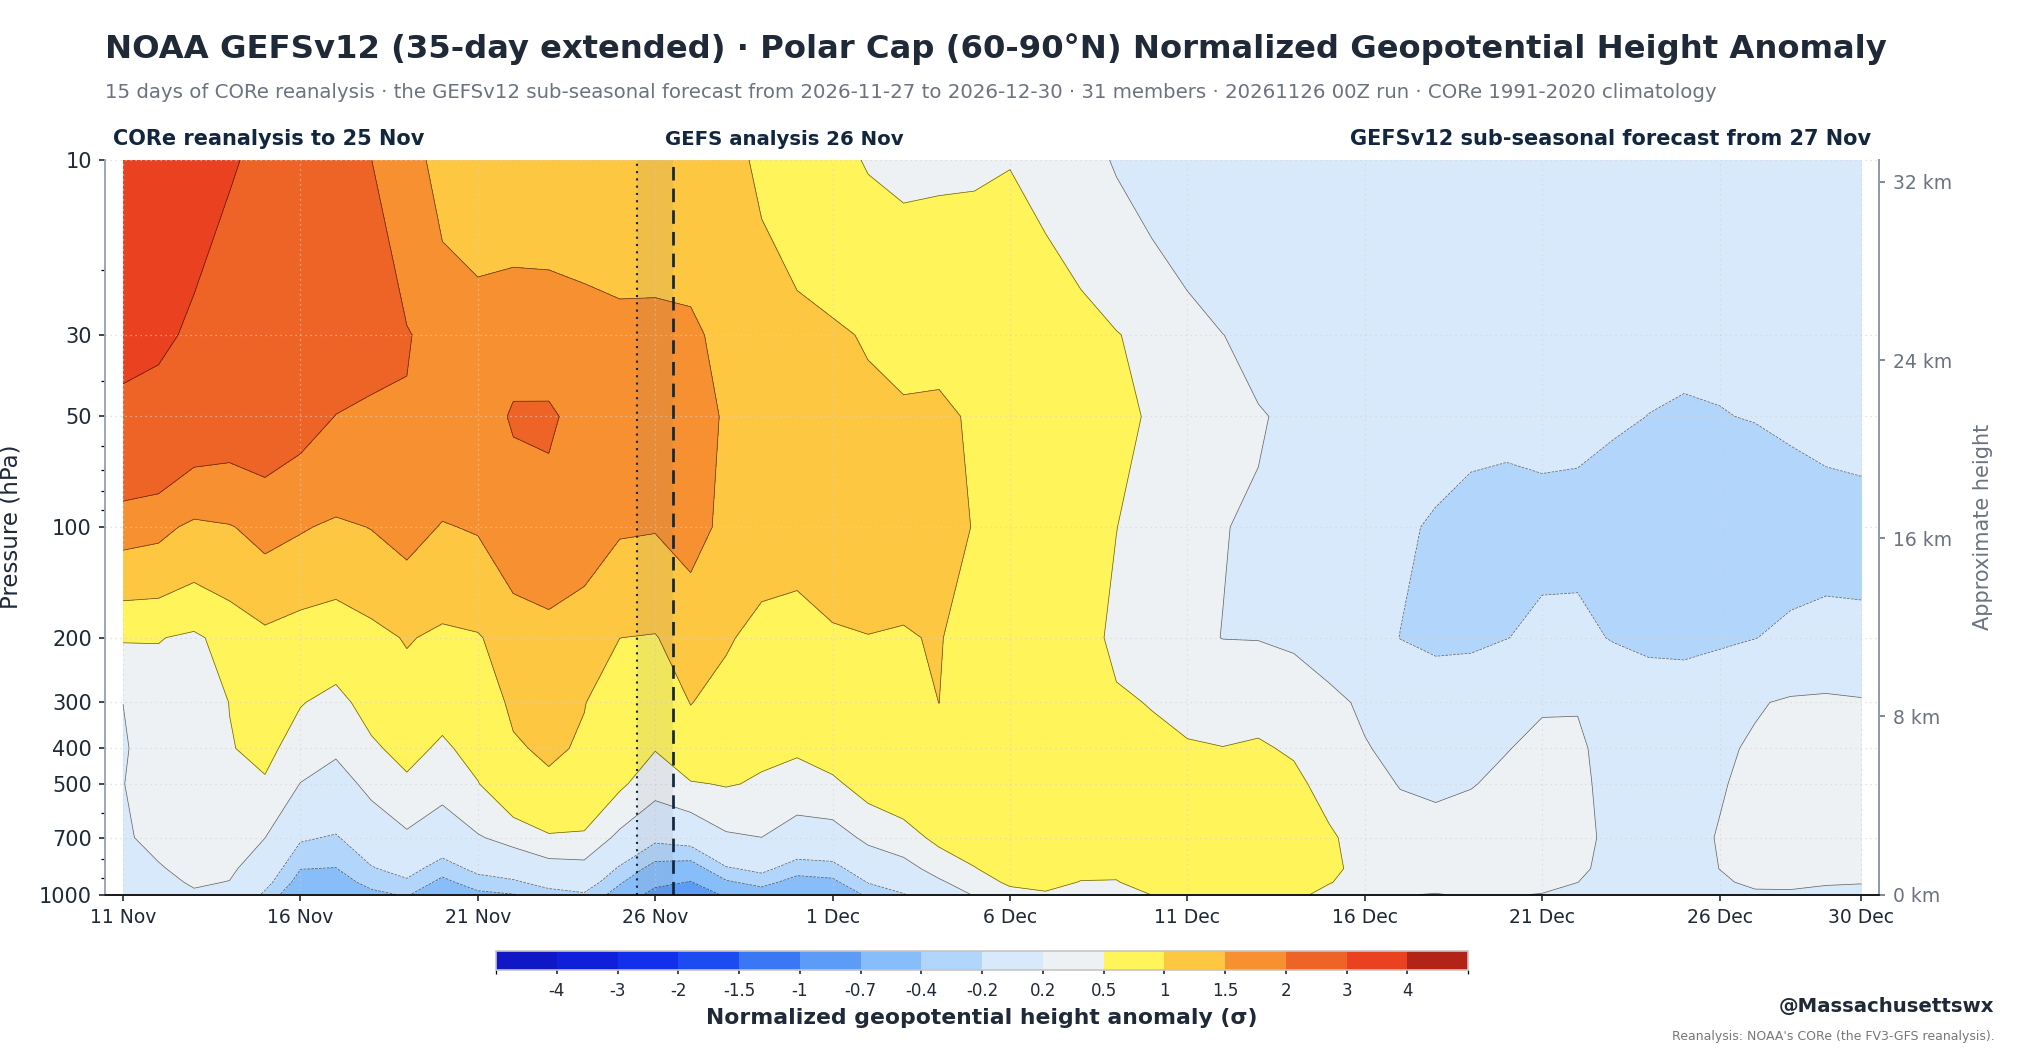 NOAA GEFSv12 (35-day extended) · Polar Cap (60-90°N) Normalized Geopotential Height Anomaly
15 days of CORe reanalysis · the GEFSv12 sub-seasonal forecast from 2026-11-27 to 2026-12-30 · 31 members · 20261126 00Z run · CORe 1991-2020 climatology
CORe reanalysis to 25 Nov
GEFS analysis 26 Nov
GEFSv12 sub-seasonal forecast from 27 Nov
Pressure (hPa)
10
30
50
100
200
300
400
500
700
1000
32 km
24 km
16 km
8 km
0 km
Approximate height
11 Nov
16 Nov
21 Nov
26 Nov
1 Dec
6 Dec
11 Dec
16 Dec
21 Dec
26 Dec
30 Dec
-4
-3
-2
-1.5
-1
-0.7
-0.4
-0.2
0.2
0.5
1
1.5
2
3
4
Normalized geopotential height anomaly (σ)
@Massachusettswx
Reanalysis: NOAA's CORe (the FV3-GFS reanalysis).